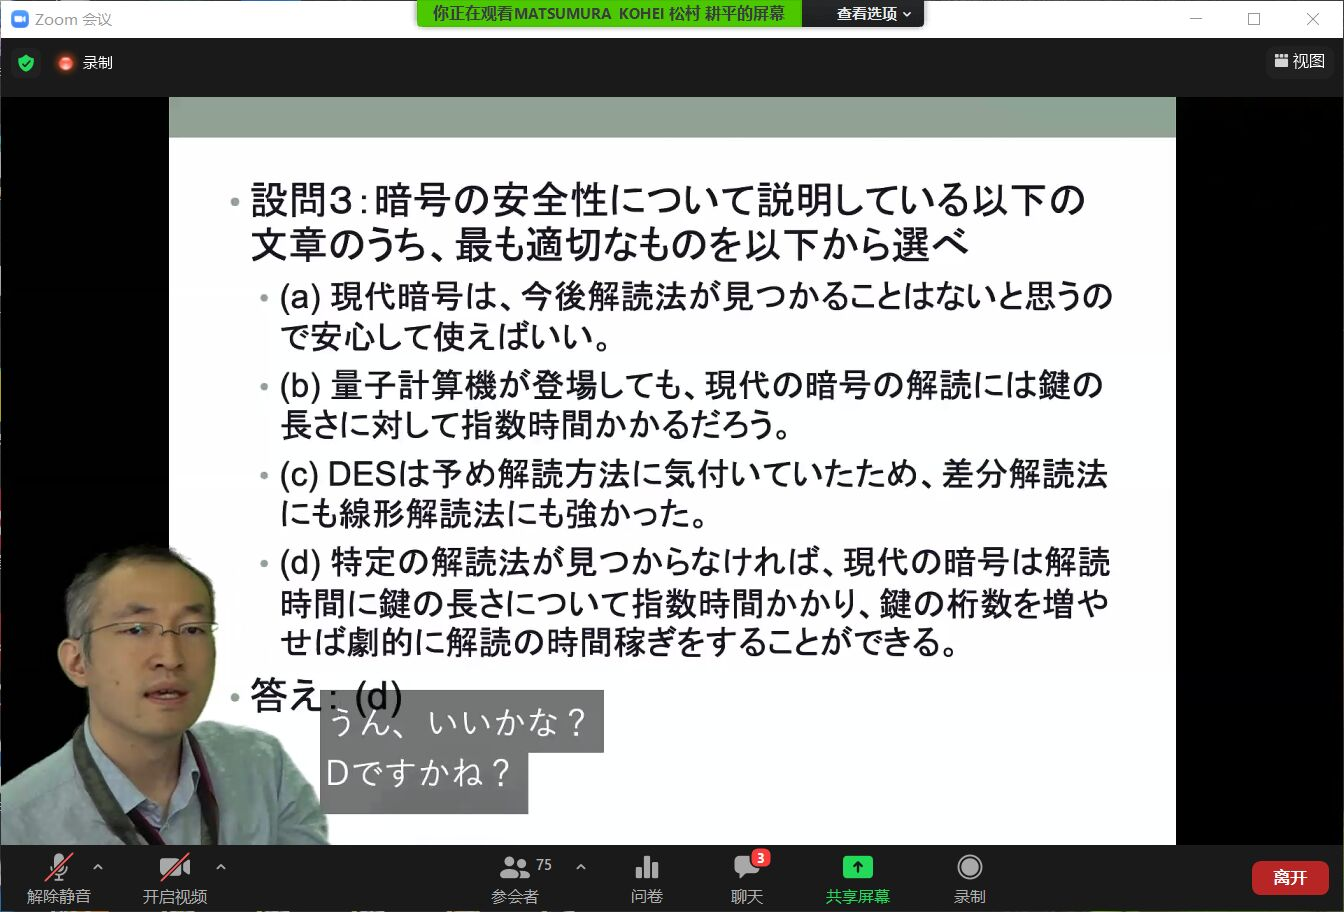 Zoom 会议
你正在观看MATSUMURA KOHEI 松村 耕平的屏幕
查看选项
录制
视图
• 設問３：暗号の安全性について説明している以下の
文章のうち、最も適切なものを以下から選べ
• (a) 現代暗号は、今後解読法が見つかることはないと思うの
で安心して使えばいい。
• (b) 量子計算機が登場しても、現代の暗号の解読には鍵の
長さに対して指数時間かかるだろう。
• (c) DESは予め解読方法に気付いていたため、差分解読法
にも線形解読法にも強かった。
• (d) 特定の解読法が見つからなければ、現代の暗号は解読
時間に鍵の長さについて指数時間かかり、鍵の桁数を増や
せば劇的に解読の時間稼ぎをすることができる。
• 答え： (d)
うん、いいかな？
Dですかね？
解除静音
开启视频
75
参会者
问卷
3
聊天
共享屏幕
录制
离开